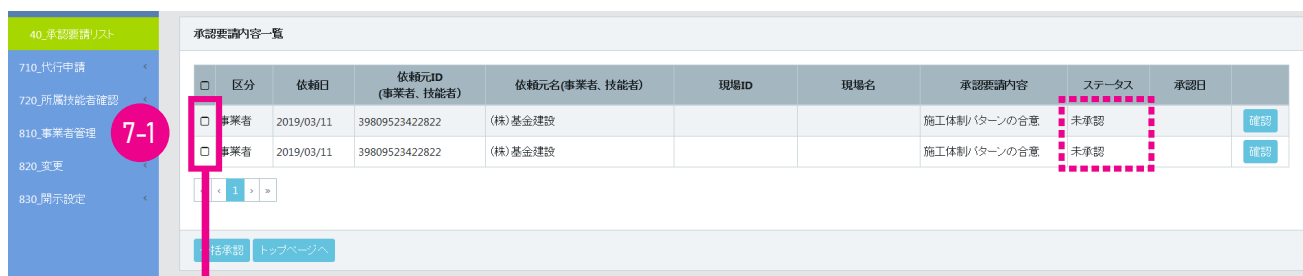 40_承認要請リスト
710_代行申請
720_所属技能者確認
810_事業者管理
820_変更
830_開示設定
7-1
承認要請内容一覧
区分 依頼日 依頼元ID (事業者、技能者) 依頼元名(事業者、技能者) 現場ID 現場名 承認要請内容 ステータス 承認日
事業者 2019/03/11 39809523422822 (株)基金建設 施工体制パターンの合意 未承認 確認
事業者 2019/03/11 39809523422822 (株)基金建設 施工体制パターンの合意 未承認 確認
‹ 1 › »
括承認 トップページへ